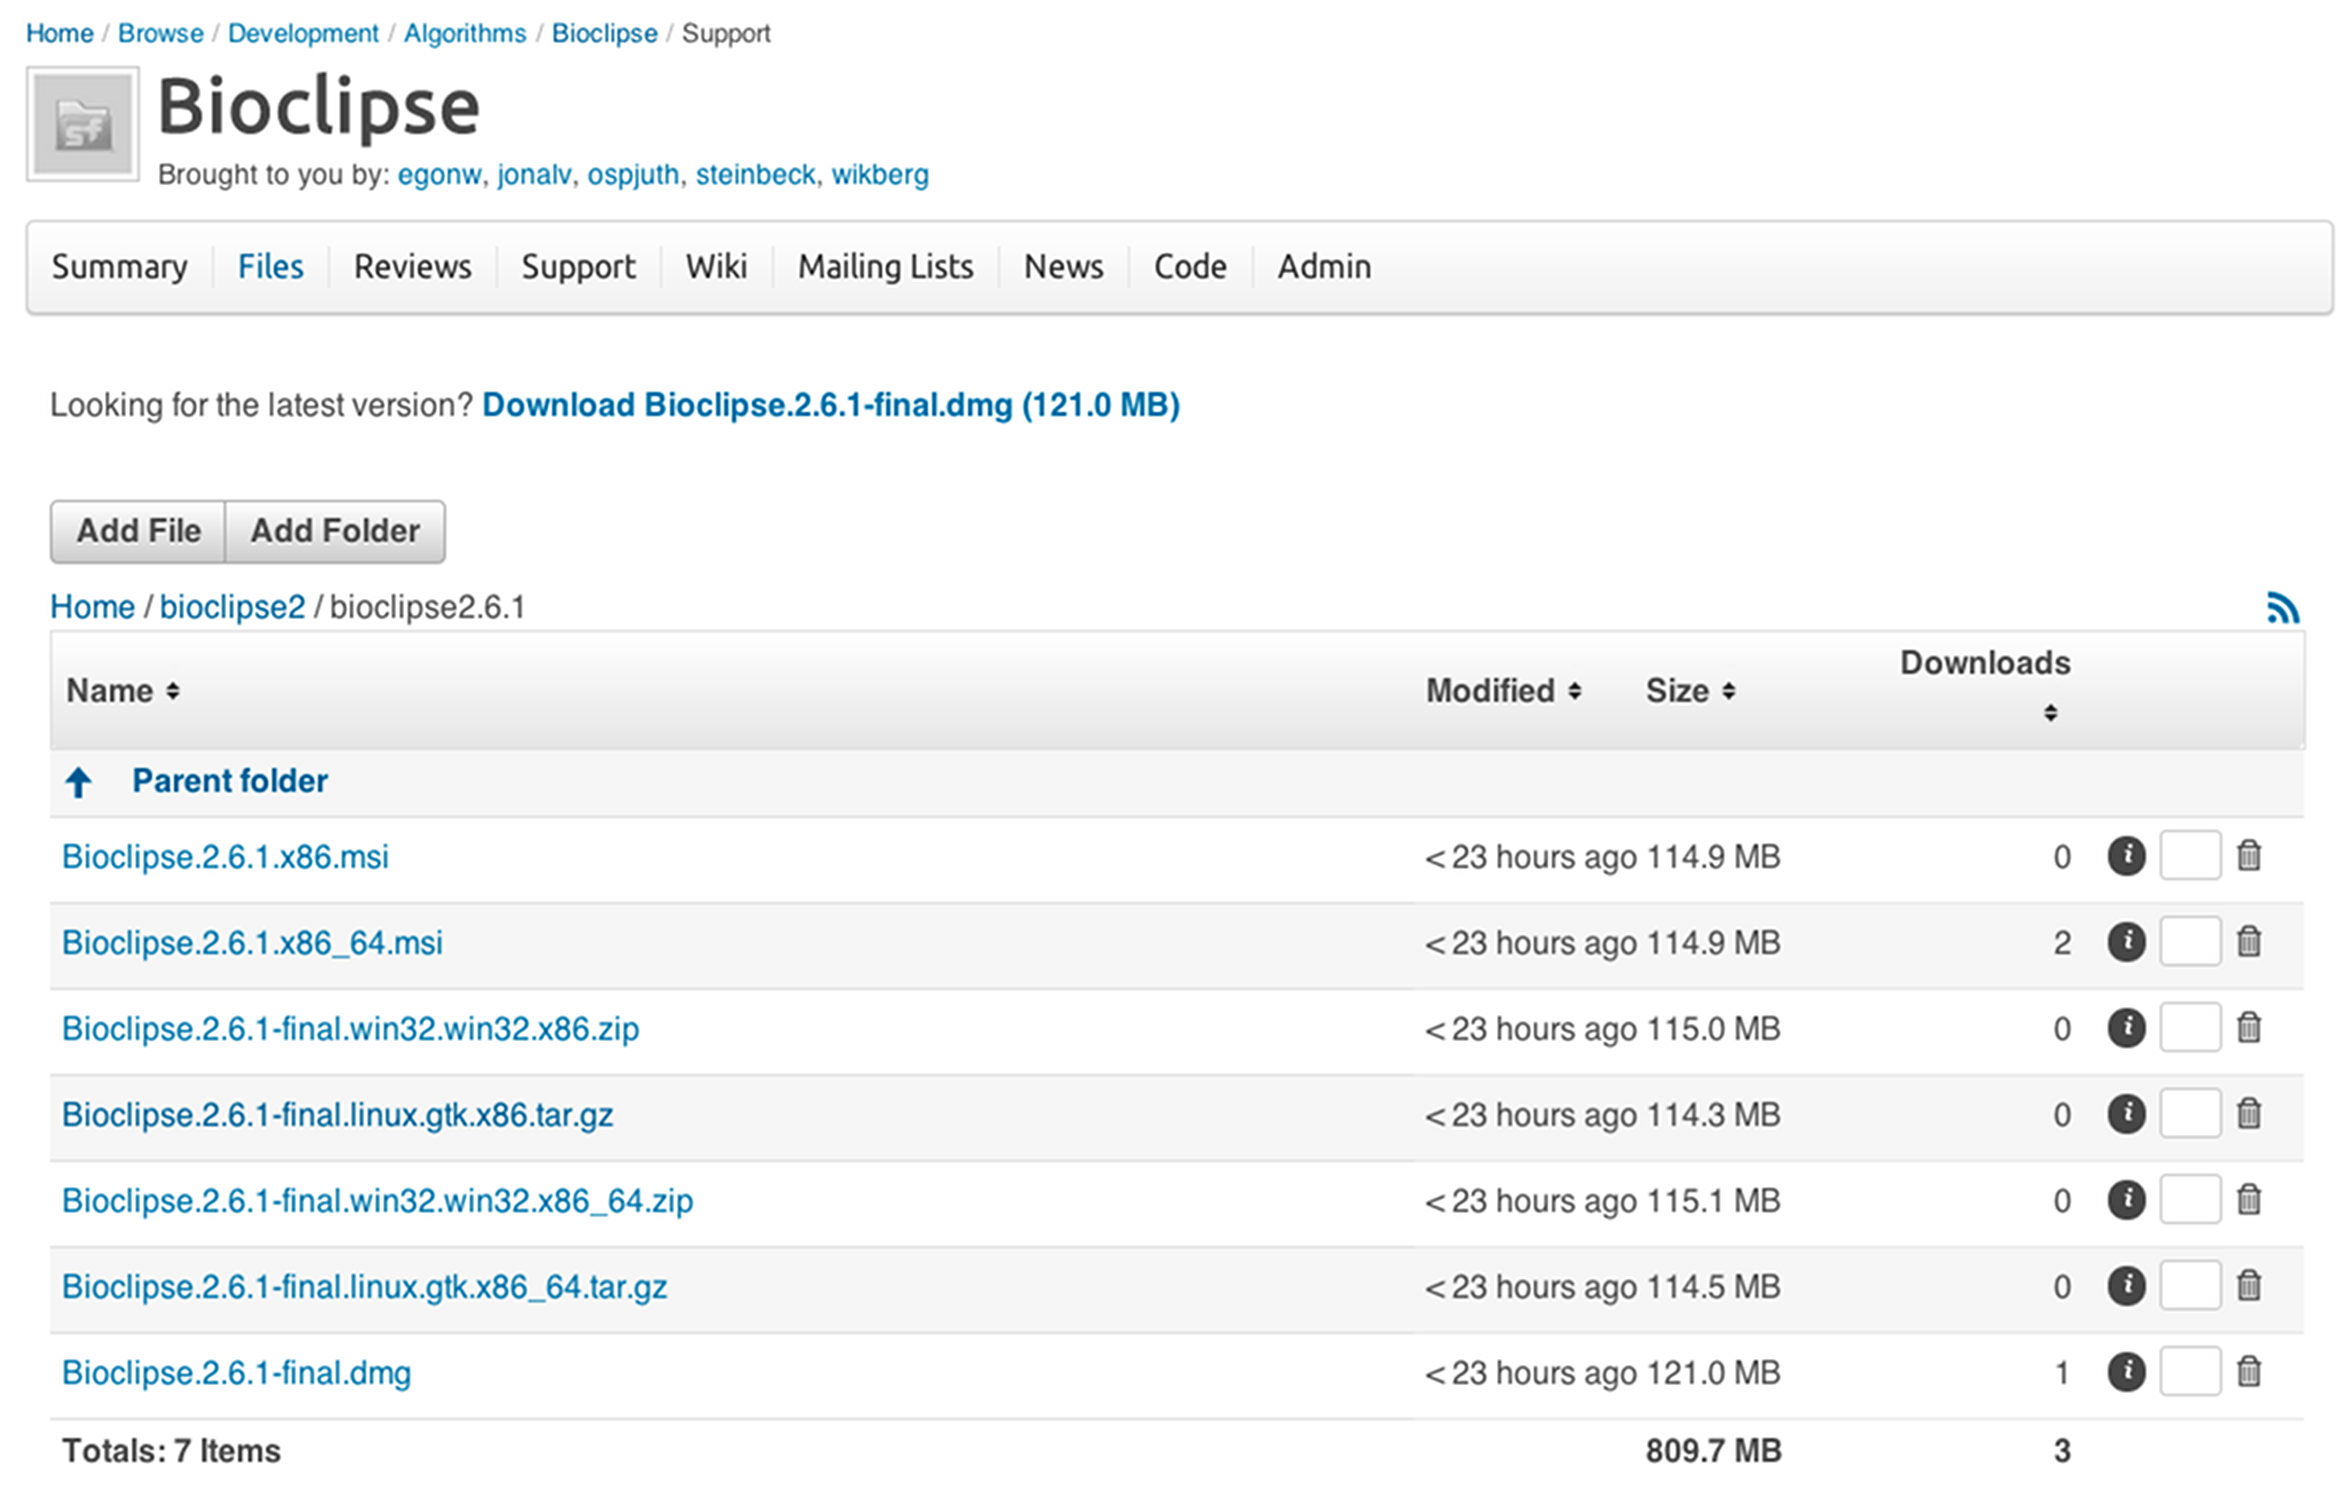 Home / Browse / Development / Algorithms / Bioclipse / Support
sf
Bioclipse
Brought to you by: egonw, jonalv, ospjuth, steinbeck, wikberg
Summary Files Reviews Support Wiki Mailing Lists News Code Admin
Looking for the latest version? Download Bioclipse.2.6.1-final.dmg (121.0 MB)
Add File Add Folder
Home / bioclipse2 / bioclipse2.6.1
Name Modified Size Downloads
Parent folder
Bioclipse.2.6.1.x86.msi < 23 hours ago 114.9 MB 0
Bioclipse.2.6.1.x86_64.msi < 23 hours ago 114.9 MB 2
Bioclipse.2.6.1-final.win32.win32.x86.zip < 23 hours ago 115.0 MB 0
Bioclipse.2.6.1-final.linux.gtk.x86.tar.gz < 23 hours ago 114.3 MB 0
Bioclipse.2.6.1-final.win32.win32.x86_64.zip < 23 hours ago 115.1 MB 0
Bioclipse.2.6.1-final.linux.gtk.x86_64.tar.gz < 23 hours ago 114.5 MB 0
Bioclipse.2.6.1-final.dmg < 23 hours ago 121.0 MB 1
Totals: 7 Items 809.7 MB 3